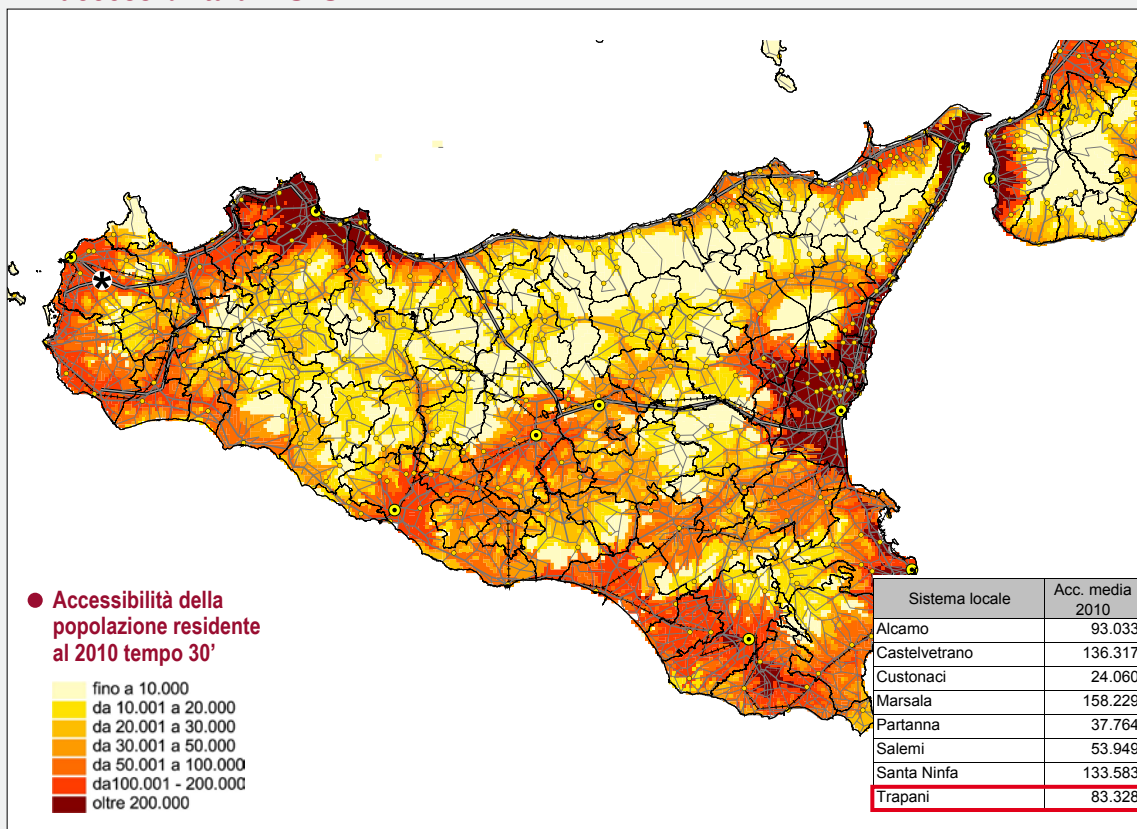 ● Accessibilità della
popolazione residente
al 2010 tempo 30'
fino a 10.000
da 10.001 a 20.000
da 20.001 a 30.000
da 30.001 a 50.000
da 50.001 a 100.000
da100.001 - 200.000
oltre 200.000
Sistema locale Acc. media
2010
Alcamo 93.033
Castelvetrano 136.317
Custonaci 24.060
Marsala 158.229
Partanna 37.764
Salemi 53.949
Santa Ninfa 133.583
Trapani 83.328